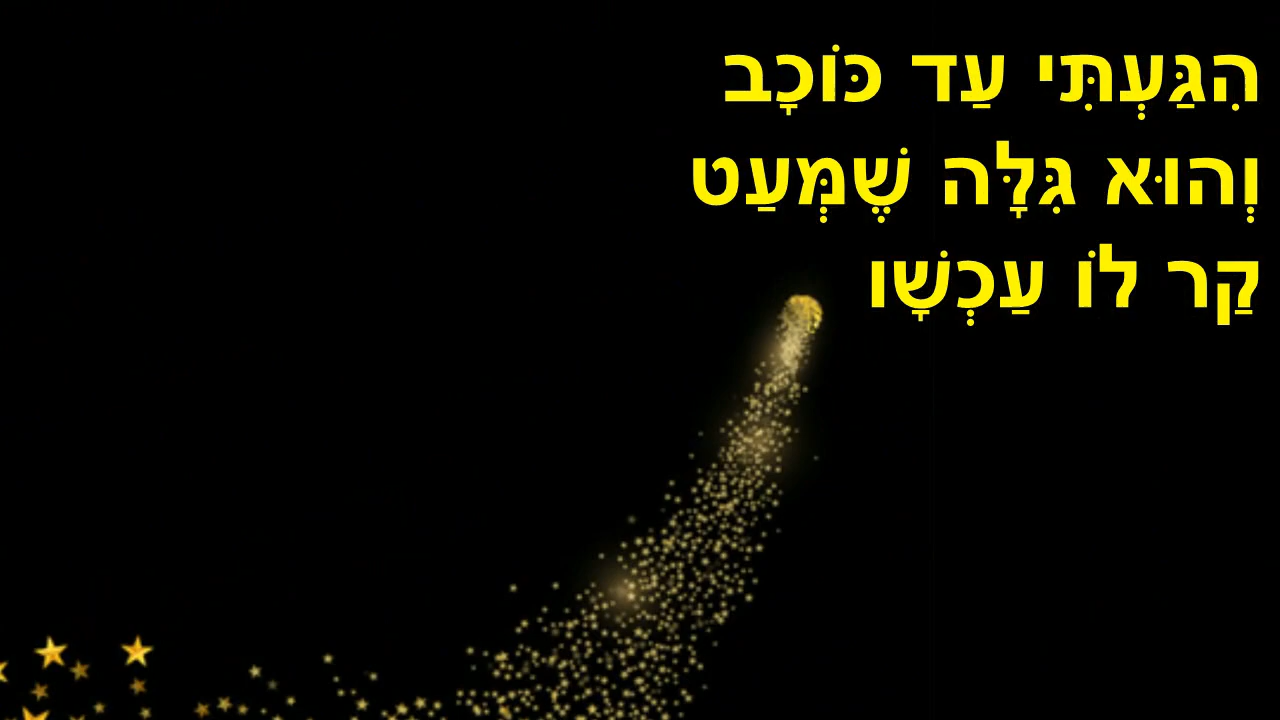 הִגַּעְתִּי עַד כּוֹכָב
וְהוּא גִּלָּה שֶׁמְּעַט
קַר לוֹ עַכְשָׁו